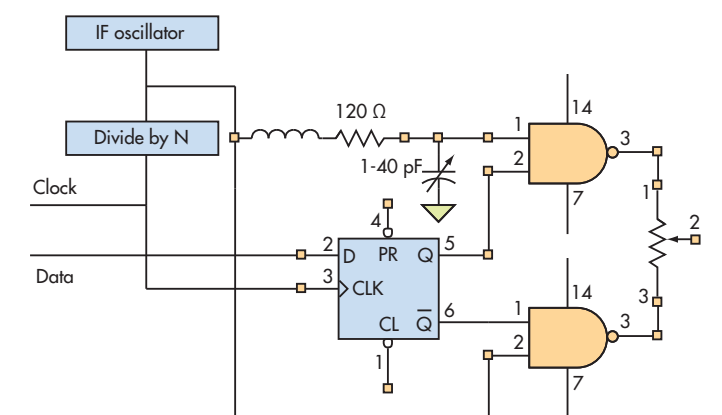 IF oscillator
120 Ω
14
1
3
Divide by N
2
1-40 pF
Clock
7
1
4
2
2 D PR Q 5
Data
3 CLK
14
3
6
1
3
CL Q̅
2
1
7